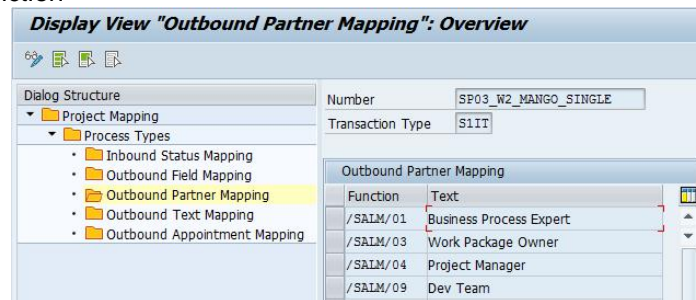 Display View "Outbound Partner Mapping": Overview
Dialog Structure
Project Mapping
Process Types
Inbound Status Mapping
Outbound Field Mapping
Outbound Partner Mapping
Outbound Text Mapping
Outbound Appointment Mapping
Number SP03_W2_MANGO_SINGLE
Transaction Type S1IT
Outbound Partner Mapping
Function Text
/SALM/01 Business Process Expert
/SALM/03 Work Package Owner
/SALM/04 Project Manager
/SALM/09 Dev Team